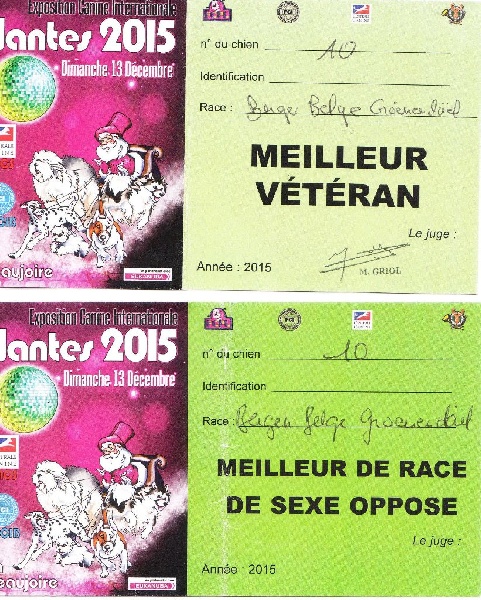 Exposition Canine Internationale
Nantes 2015
Dimanche 13 Décembre
eaujoire
n° du chien 10
Identification
Race : Berger Belge Groenendael
MEILLEUR
VÉTÉRAN
Le juge :
M. GRIOL
Année : 2015
Exposition Canine Internationale
Nantes 2015
Dimanche 13 Décembre
eaujoire
n° du chien 10
Identification
Race : Berger Belge Groenendael
MEILLEUR DE RACE
DE SEXE OPPOSE
Le juge :
Année : 2015